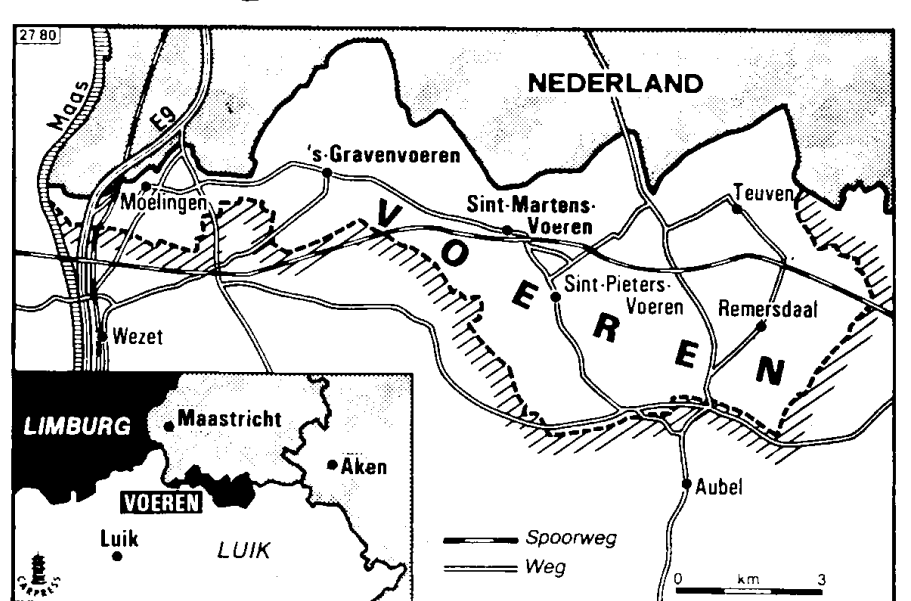 27 80
Maas
E9
NEDERLAND
's-Gravenvoeren
Moelingen
Sint-Martens-
Voeren
Teuven
VOEREN
Sint-Pieters-
Voeren
Remersdaal
Wezet
Aubel
LIMBURG
Maastricht
Aken
VOEREN
Luik
LUIK
CARPRESS
Spoorweg
Weg
0 km 3